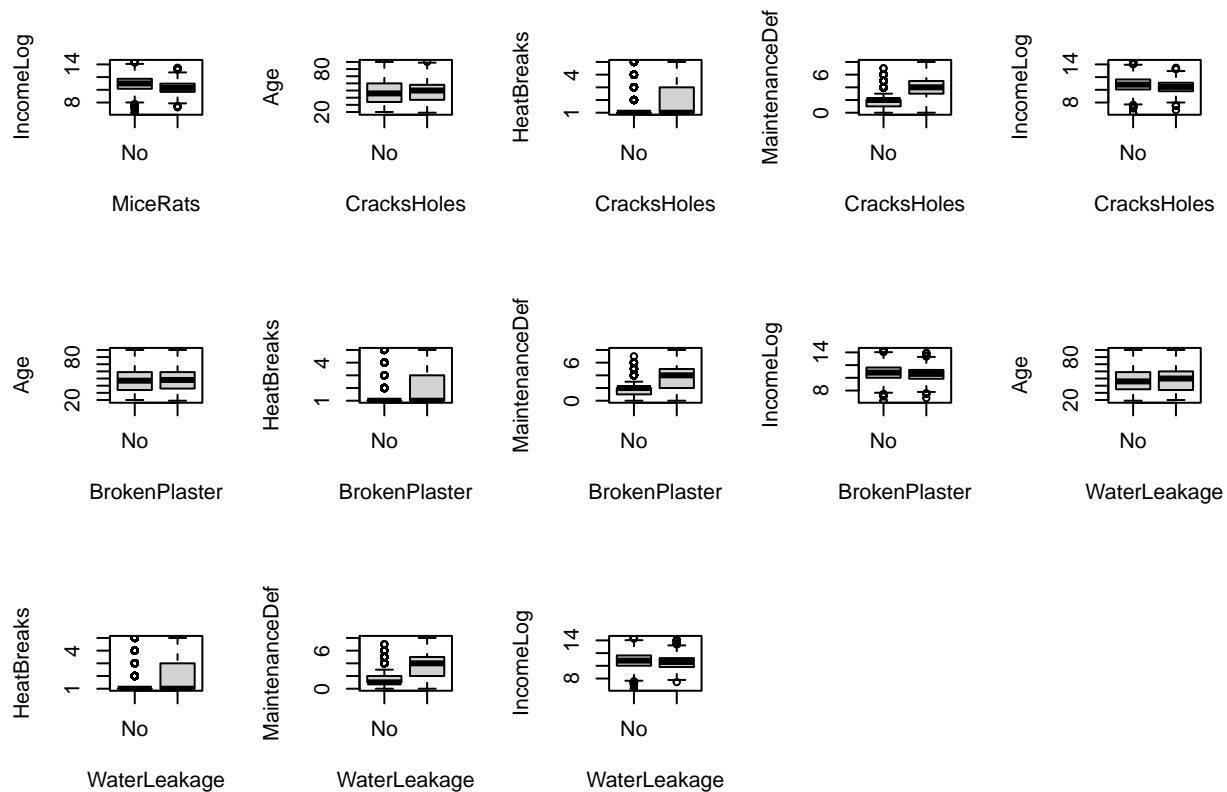 IncomeLog
14
8
No
MiceRats
Age
80
20
No
CracksHoles
HeatBreaks
4
1
No
CracksHoles
MaintenanceDef
6
0
No
CracksHoles
IncomeLog
14
8
No
CracksHoles
Age
80
20
No
BrokenPlaster
HeatBreaks
4
1
No
BrokenPlaster
MaintenanceDef
6
0
No
BrokenPlaster
IncomeLog
14
8
No
BrokenPlaster
Age
80
20
No
WaterLeakage
HeatBreaks
4
1
No
WaterLeakage
MaintenanceDef
6
0
No
WaterLeakage
IncomeLog
14
8
No
WaterLeakage